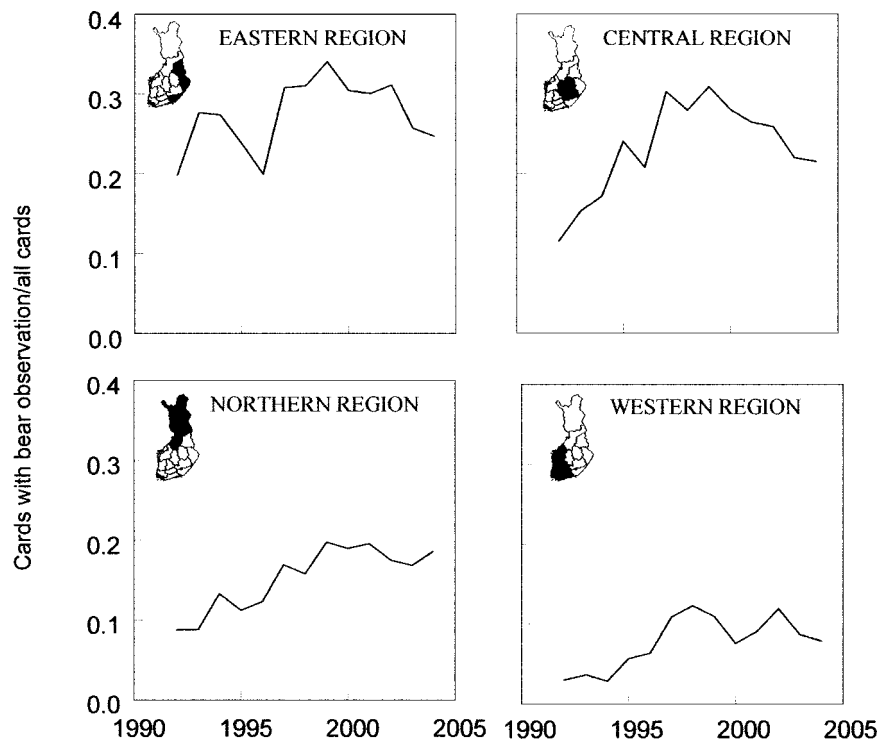 Cards with bear observation/all cards
EASTERN REGION
0.4
0.3
0.2
0.1
0.0
CENTRAL REGION
NORTHERN REGION
0.4
0.3
0.2
0.1
0.0
1990 1995 2000 2005
WESTERN REGION
1990 1995 2000 2005